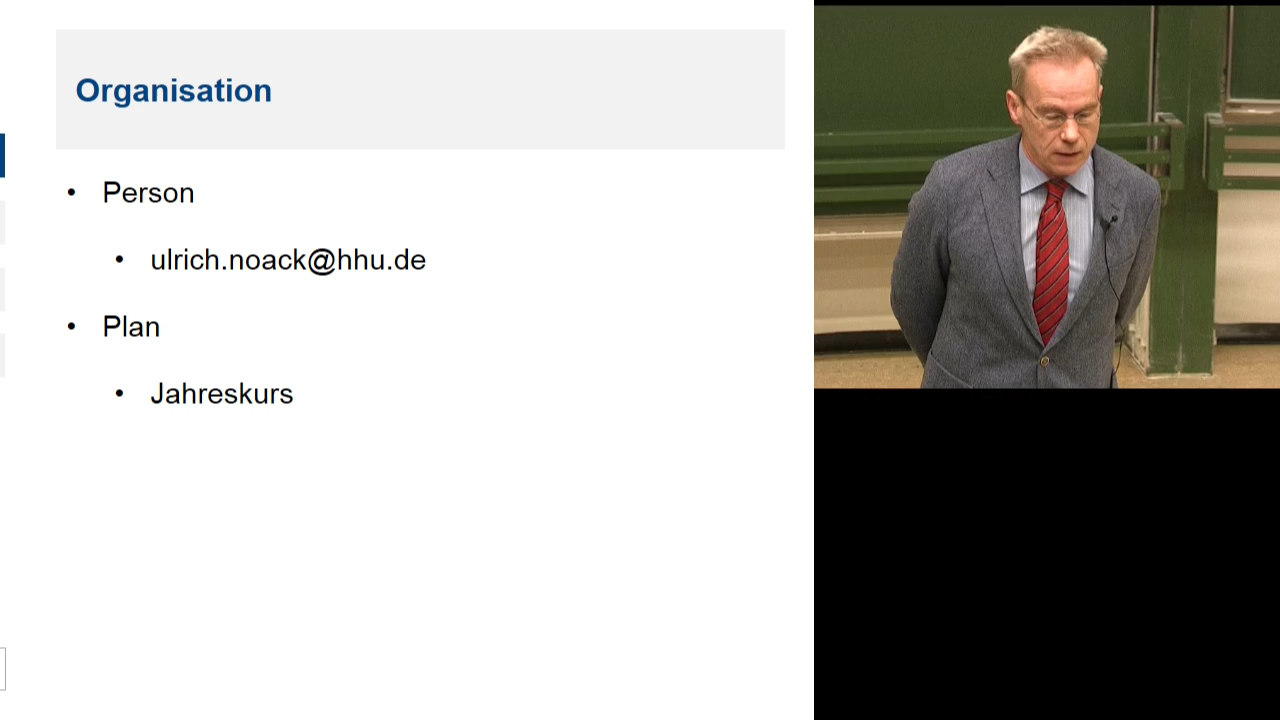 Organisation
• Person
• ulrich.noack@hhu.de
• Plan
• Jahreskurs